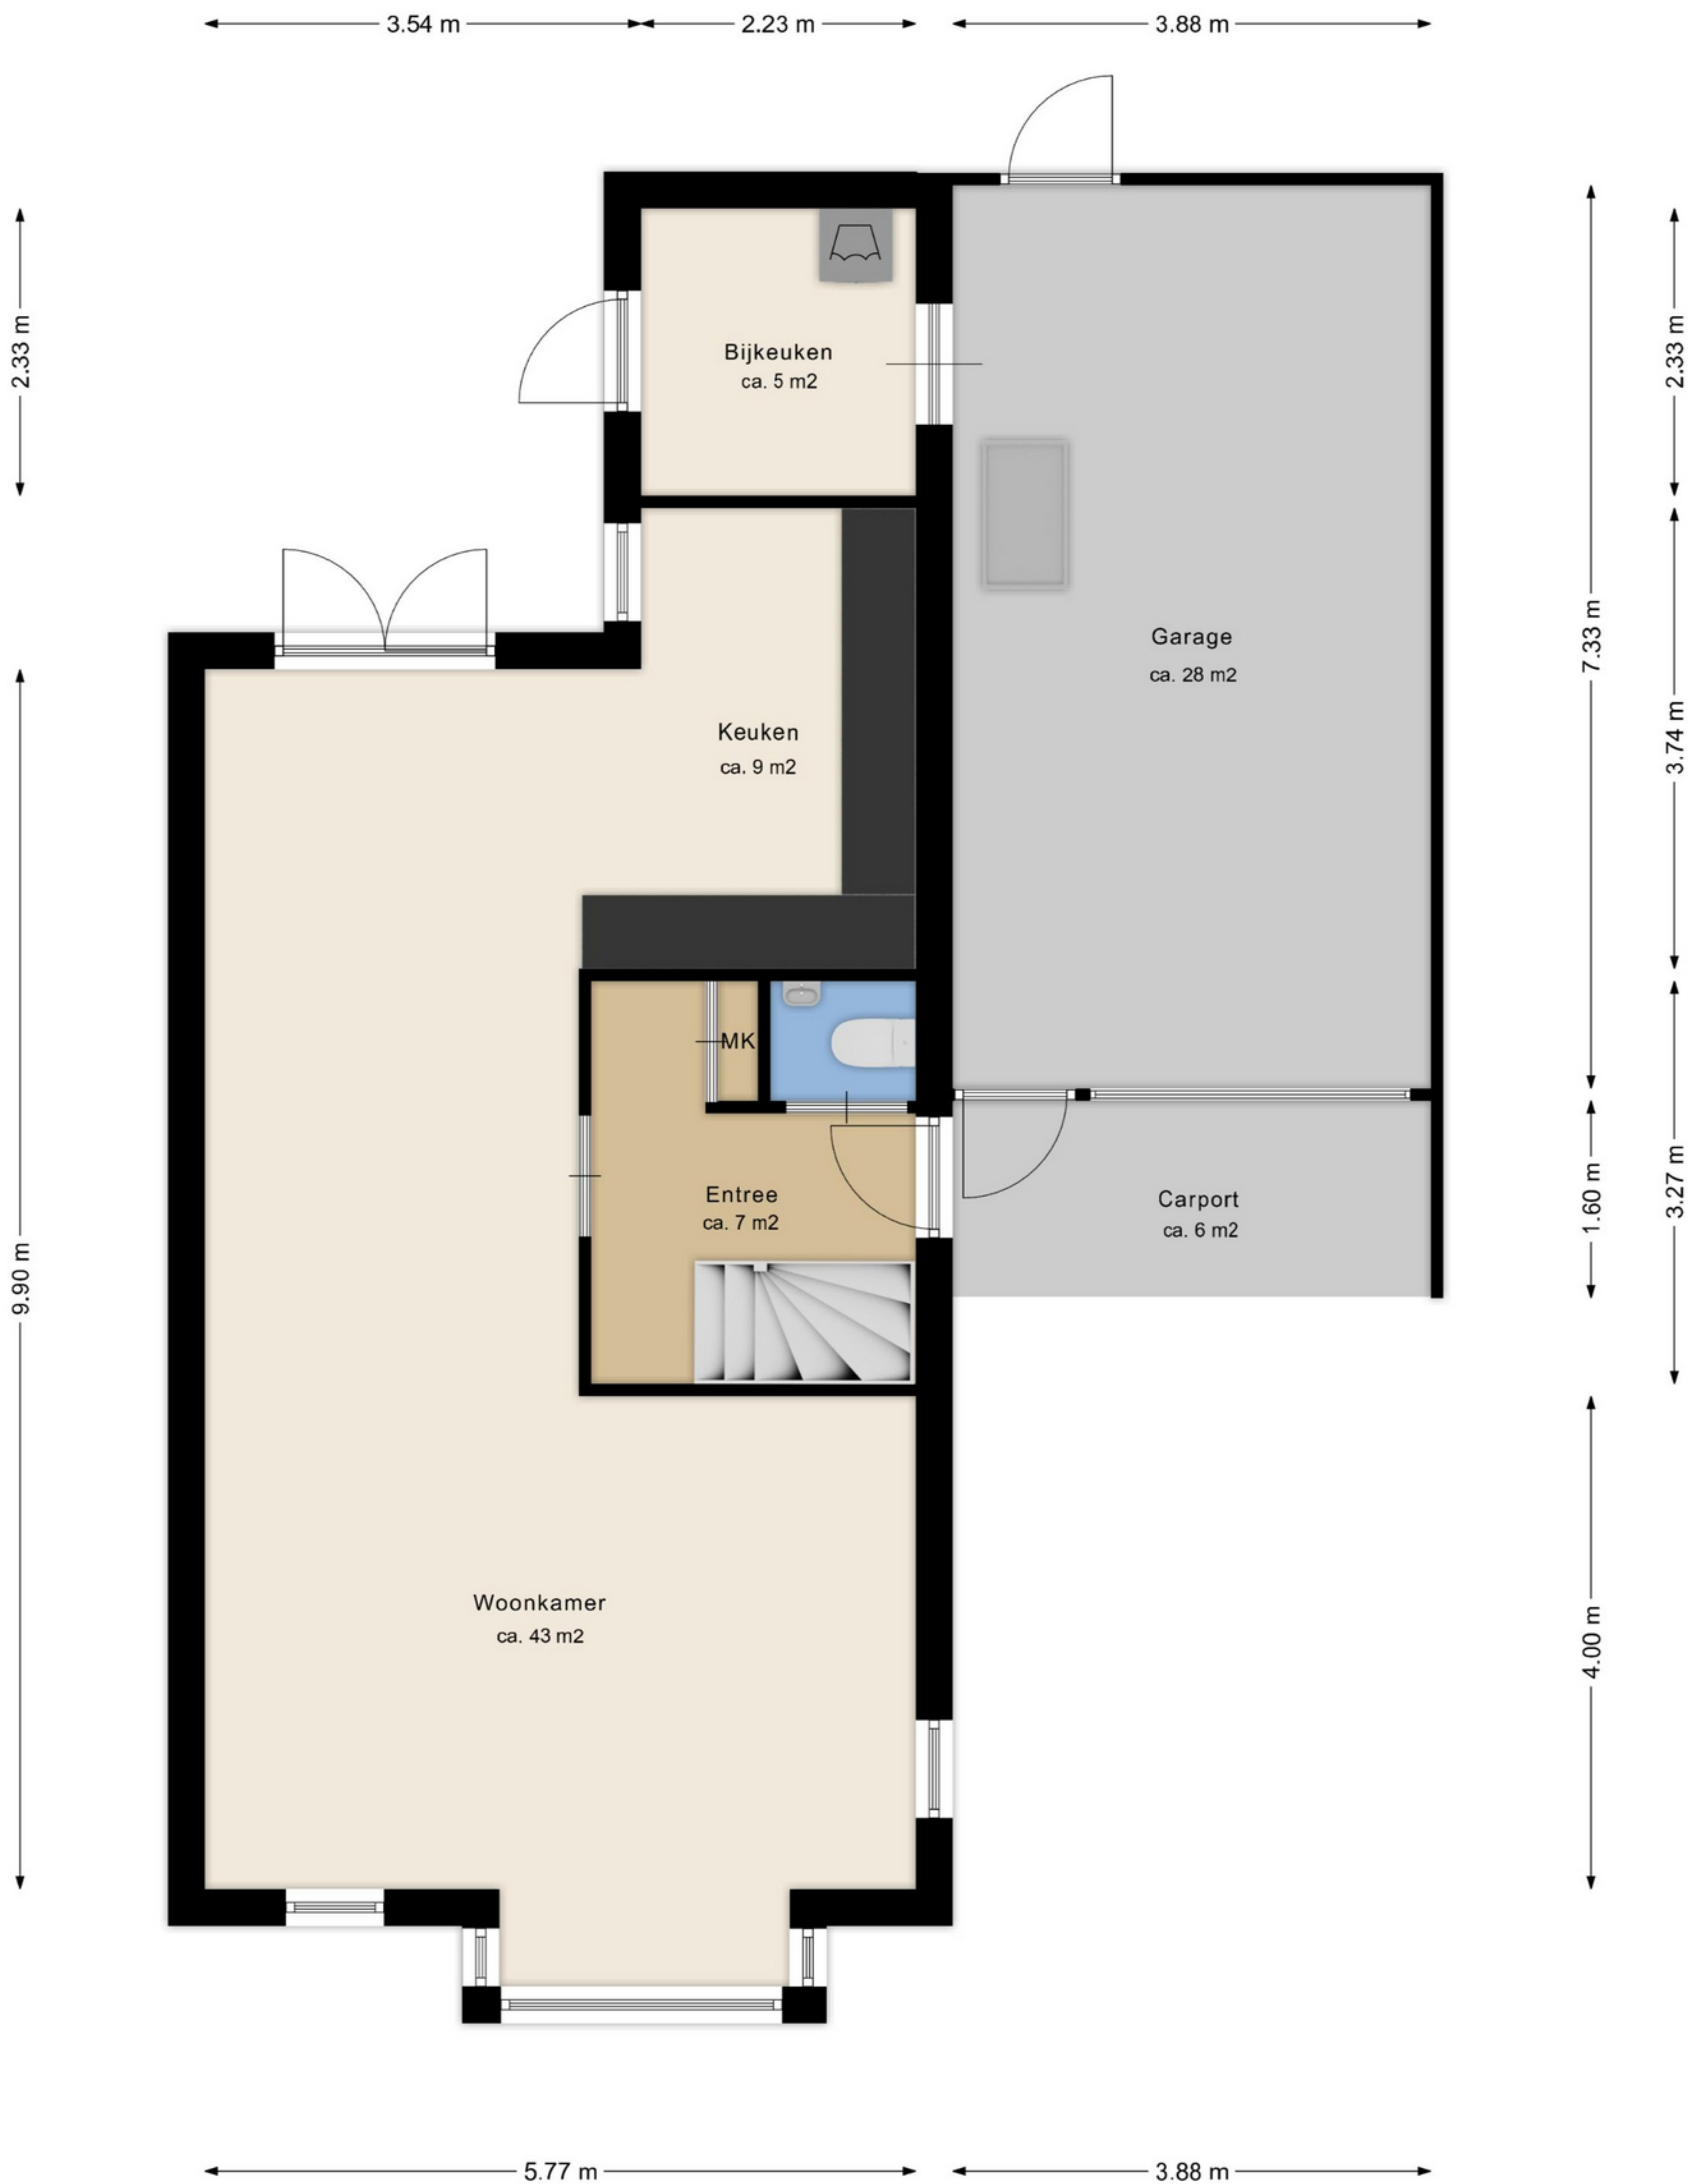 3.54 m
2.23 m
3.88 m
2.33 m
2.33 m
Bijkeuken
ca. 5 m2
Garage
ca. 28 m2
7.33 m
3.74 m
Keuken
ca. 9 m2
MK
Entree
ca. 7 m2
Carport
ca. 6 m2
1.60 m
3.27 m
9.90 m
Woonkamer
ca. 43 m2
4.00 m
5.77 m
3.88 m